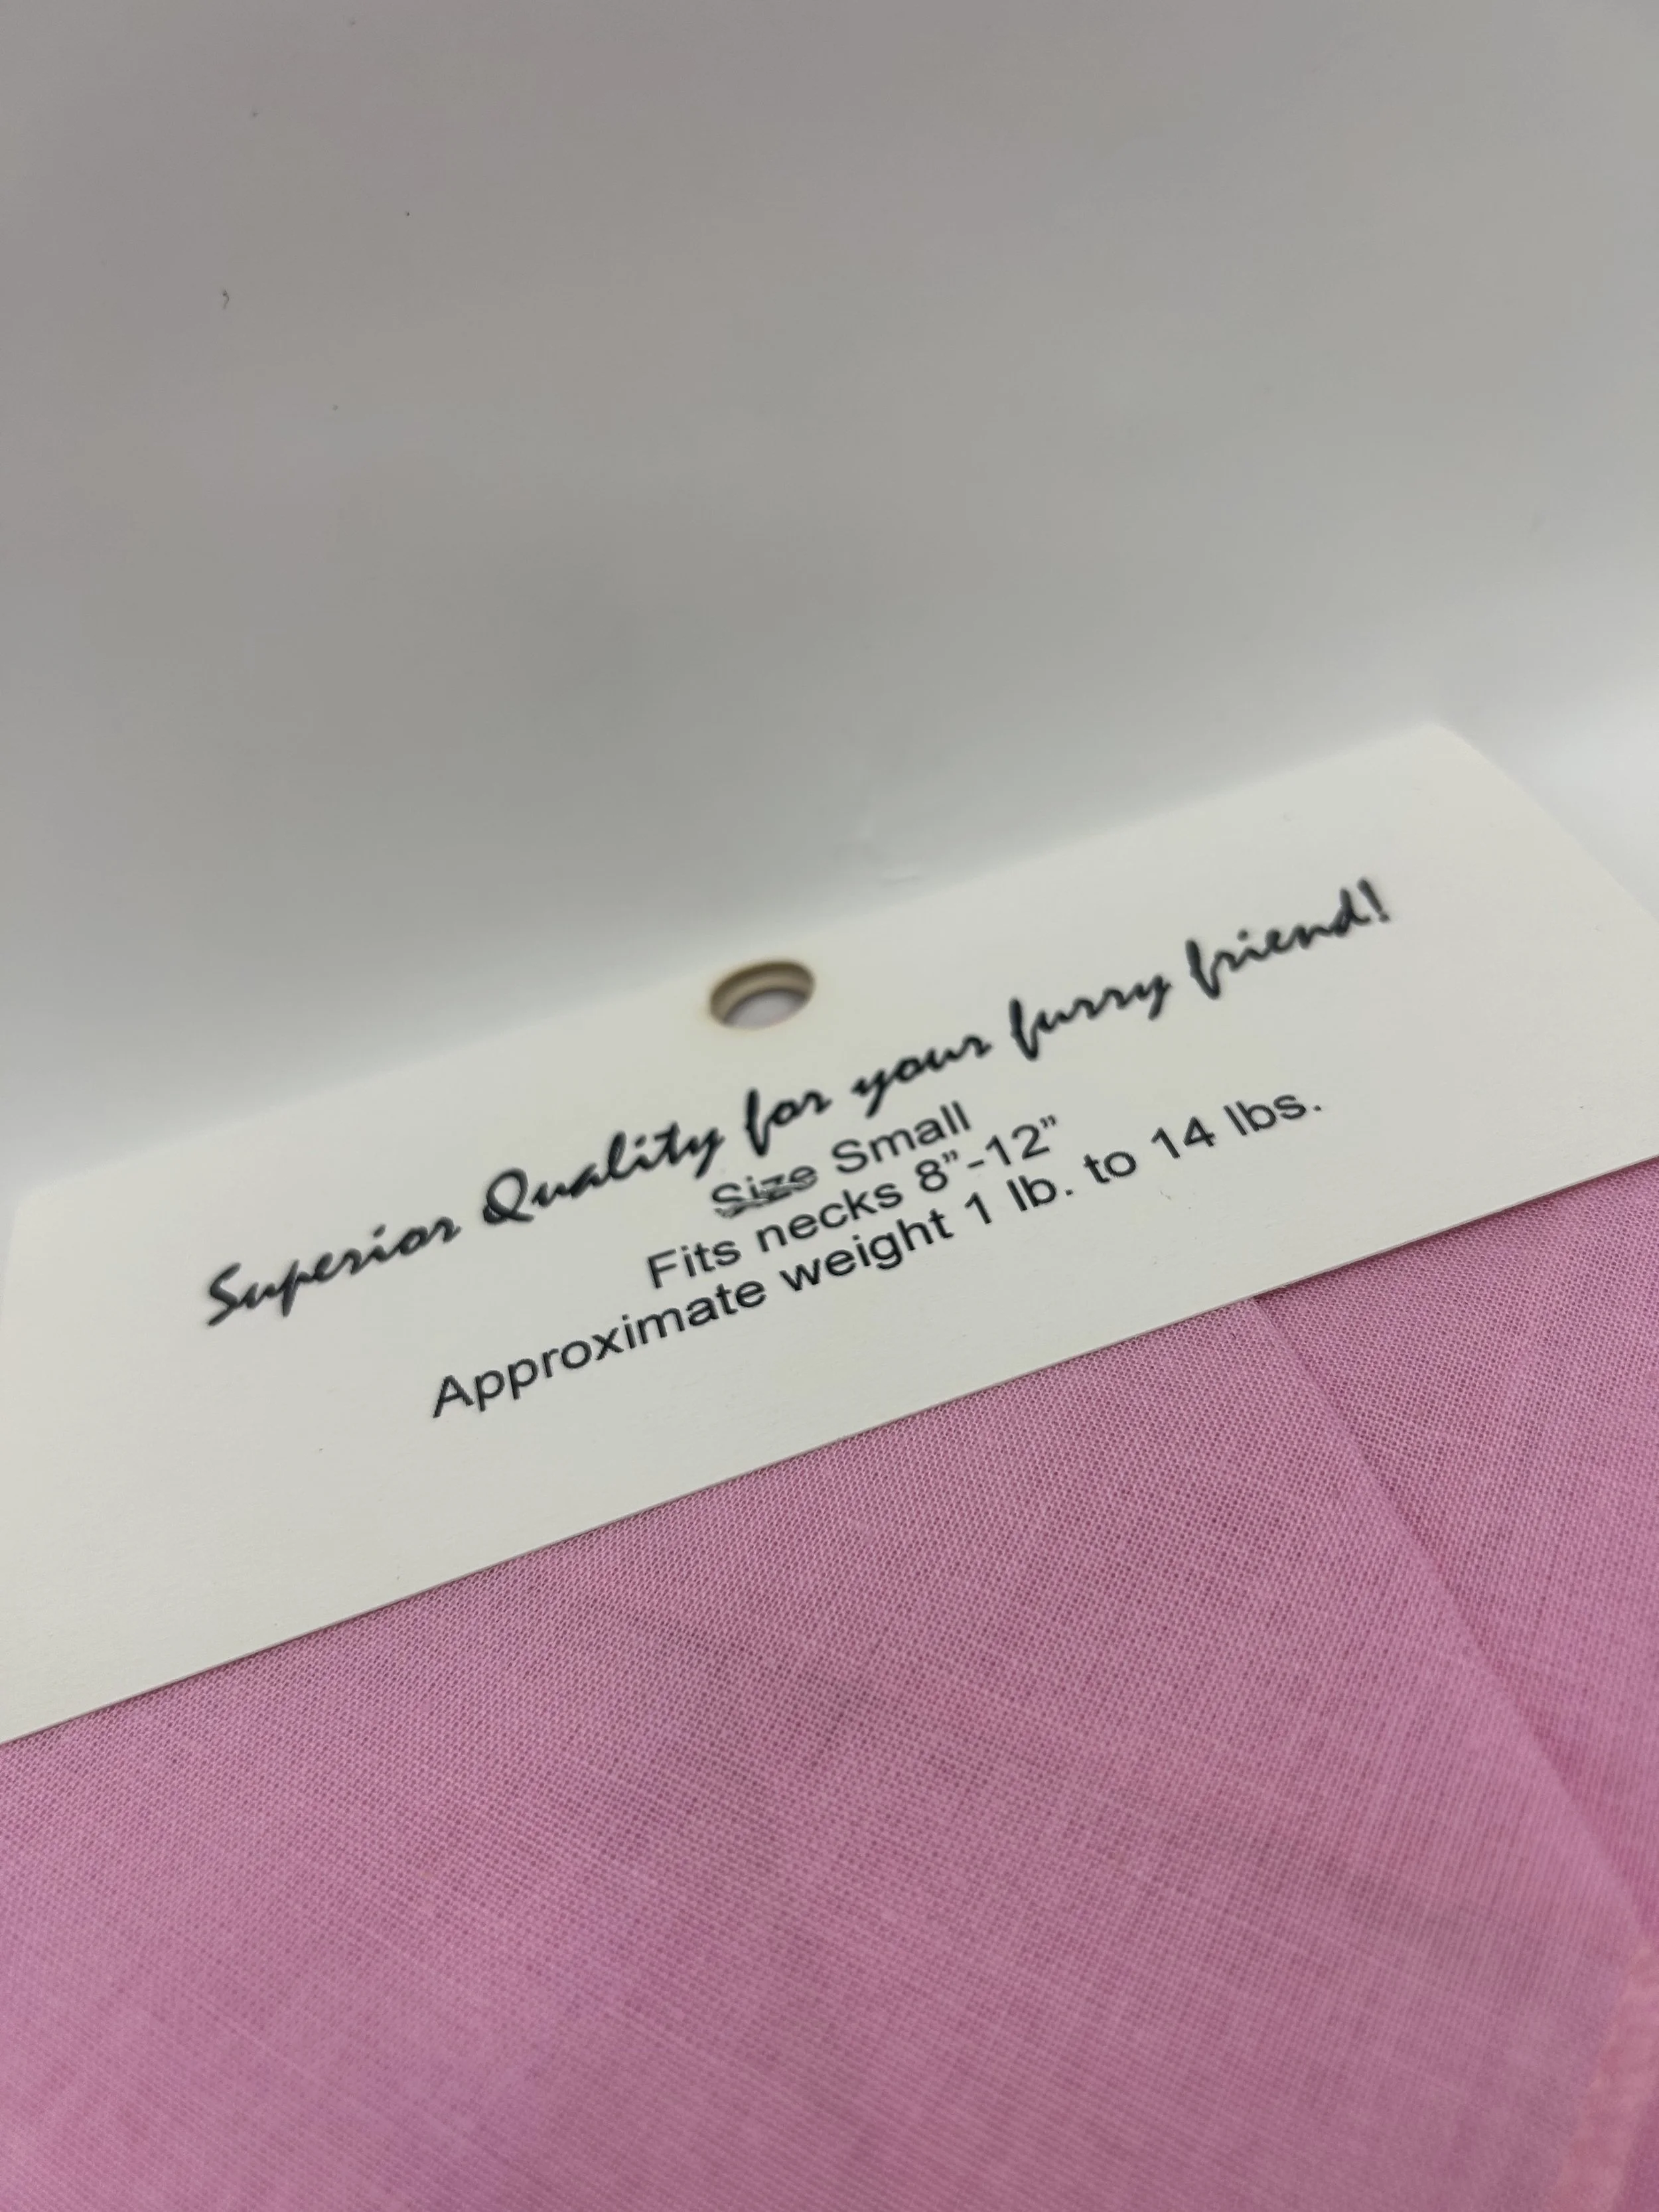 Superior Quality for your furry friend!
Size Small
Fits necks 8”-12”
Approximate weight 1 lb. to 14 lbs.